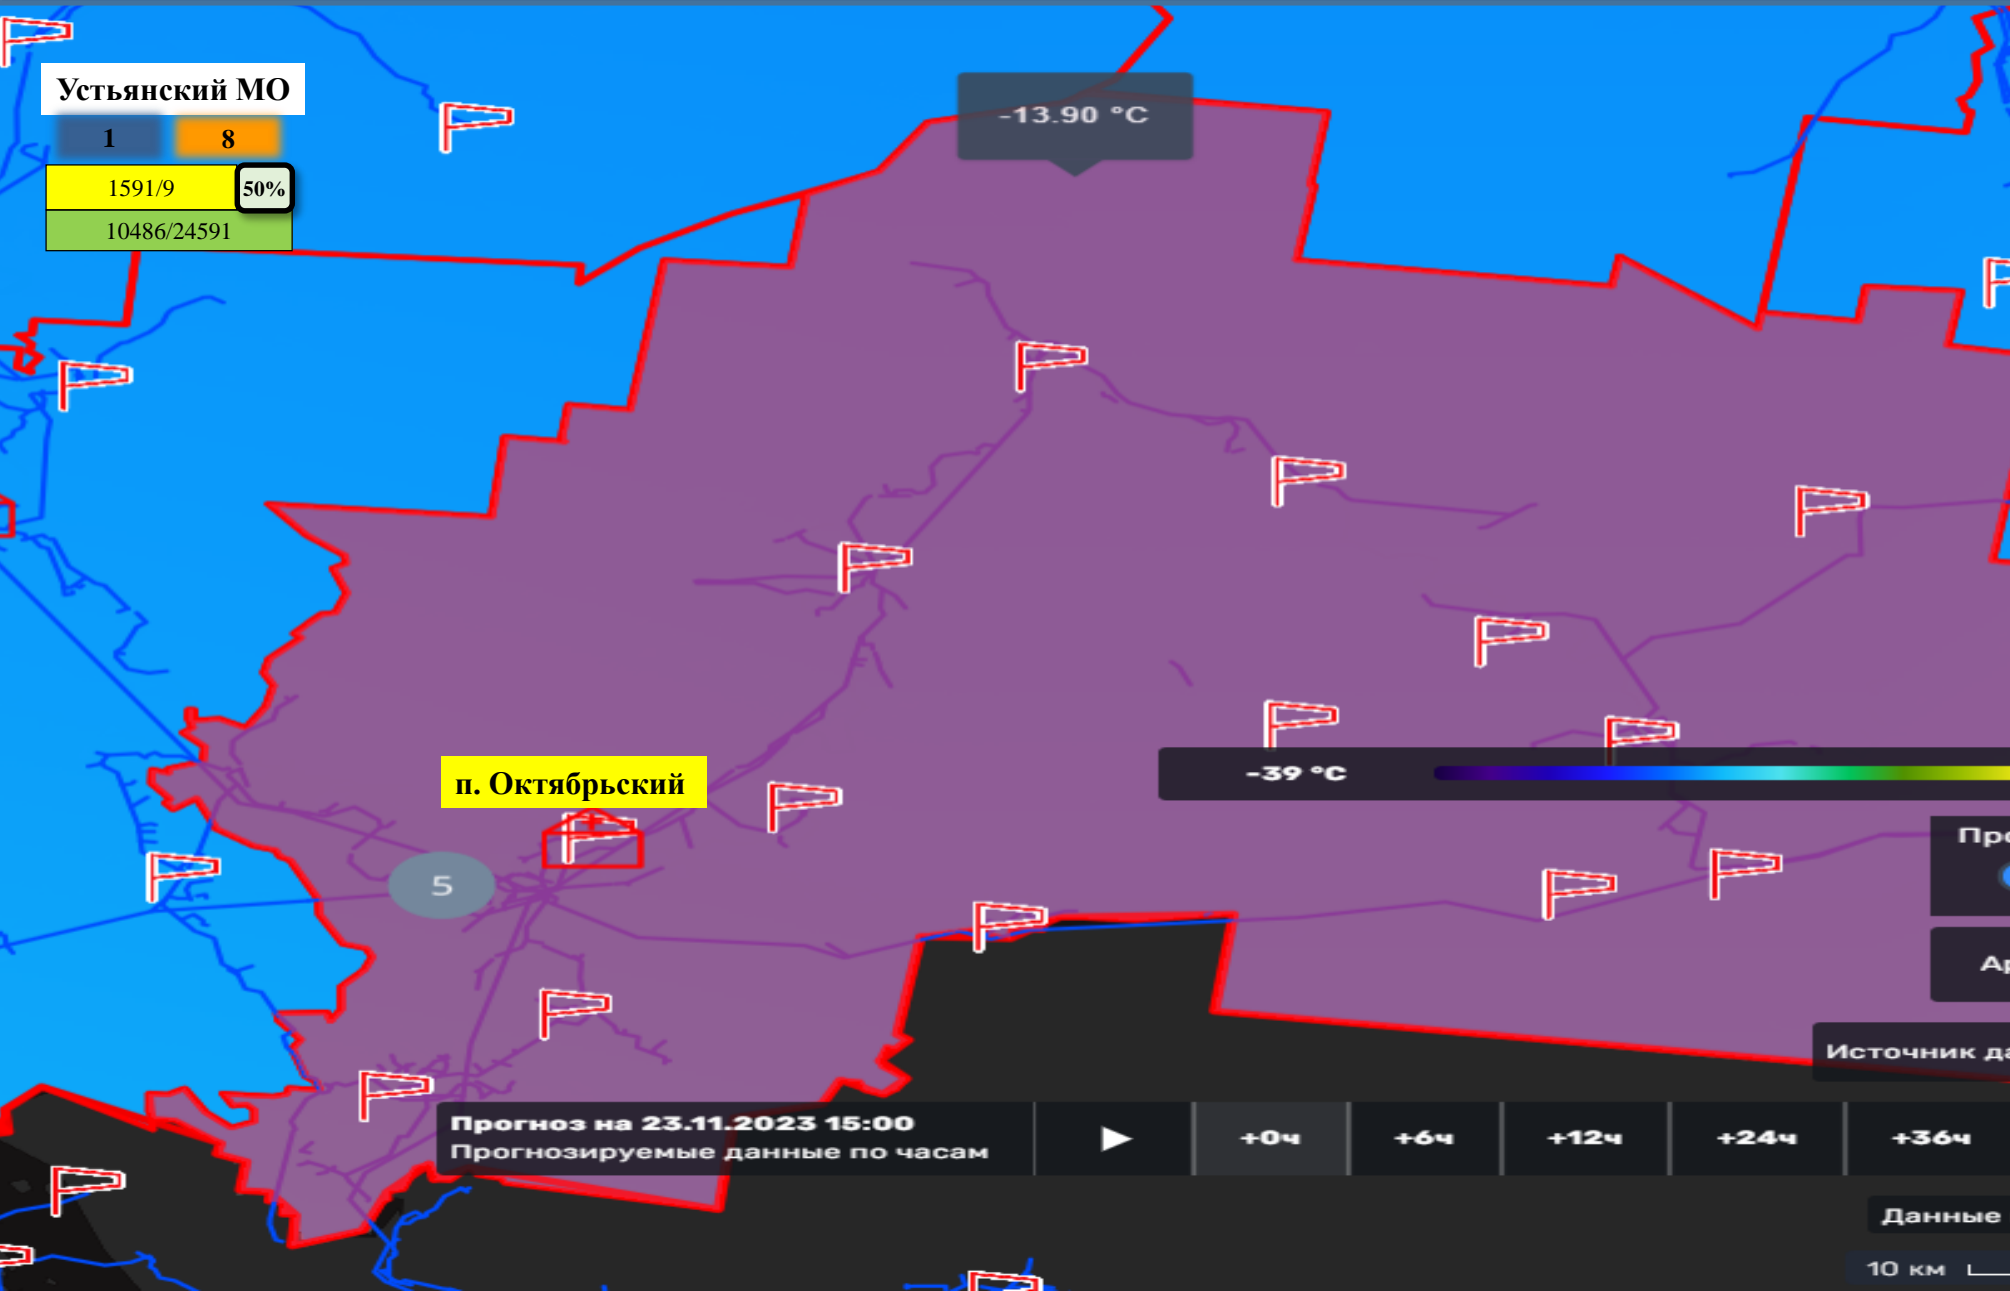 Устьянский МО
1 8
1591/9 50%
10486/24591
-13.90 °C
п. Октябрьский
5
-39 °C
Источник
Прогноз на 23.11.2023 15:00
Прогнозируемые данные по часам
+0ч +6ч +12ч +24ч +36ч
Данные
10 км